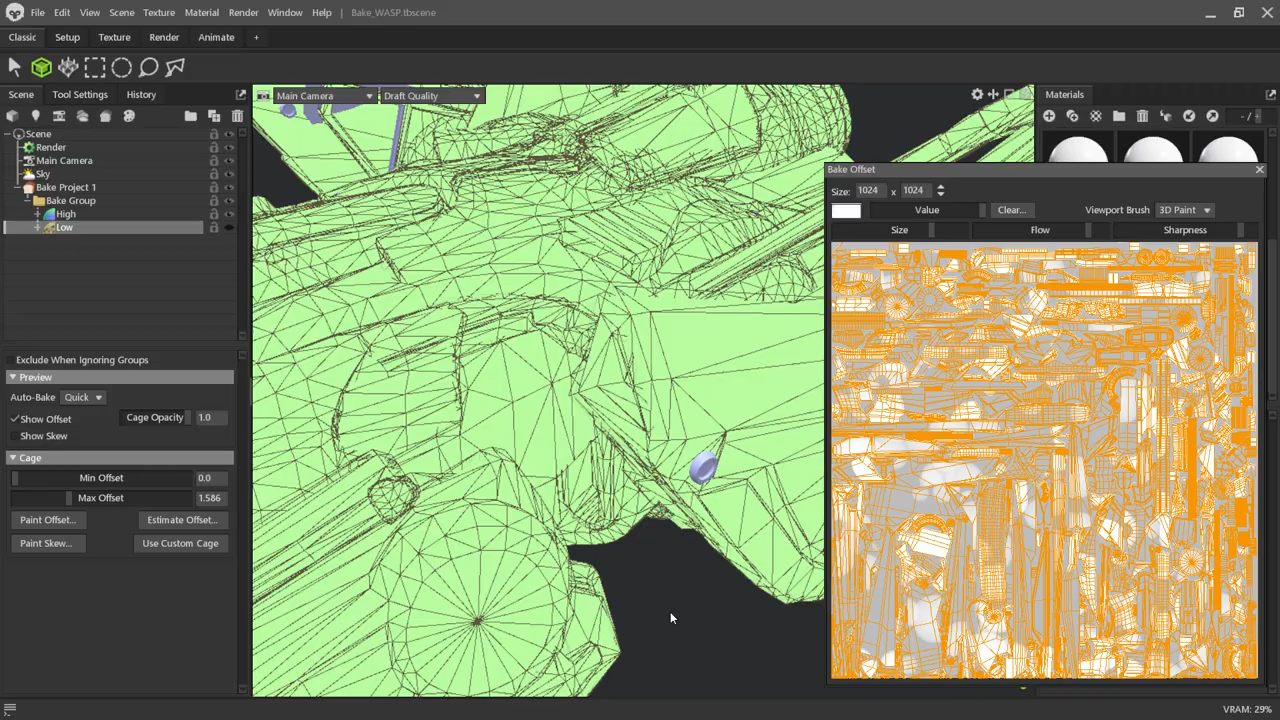 File Edit View Scene Texture Material Render Window Help Bake_WASP.tbscene
Classic Setup Texture Render Animate +
Scene Tool Settings History
Main Camera Draft Quality
Materials
Scene
Render
Main Camera
Sky
Bake Project 1
Bake Group
High
Low
Bake Offset
Size: 1024 x 1024
Value Clear... Viewport Brush 3D Paint
Size Flow Sharpness
Exclude When Ignoring Groups
Preview
Auto-Bake Quick
Show Offset Cage Opacity 1.0
Show Skew
Cage
Min Offset 0.0
Max Offset 1.586
Paint Offset... Estimate Offset...
Paint Skew... Use Custom Cage
VRAM: 29%